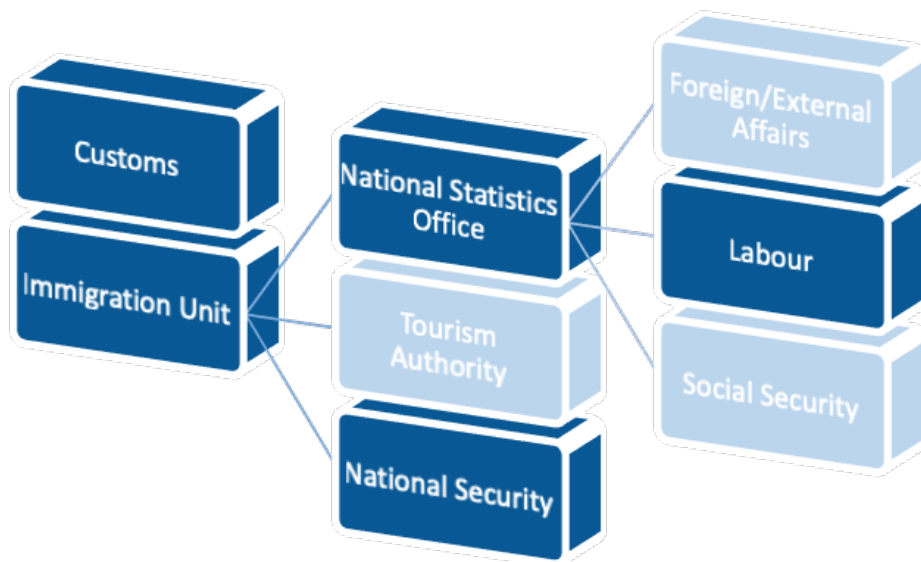 Customs
Immigration Unit
National Statistics
Office
Tourism
Authority
National Security
Foreign/External
Affairs
Labour
Social Security